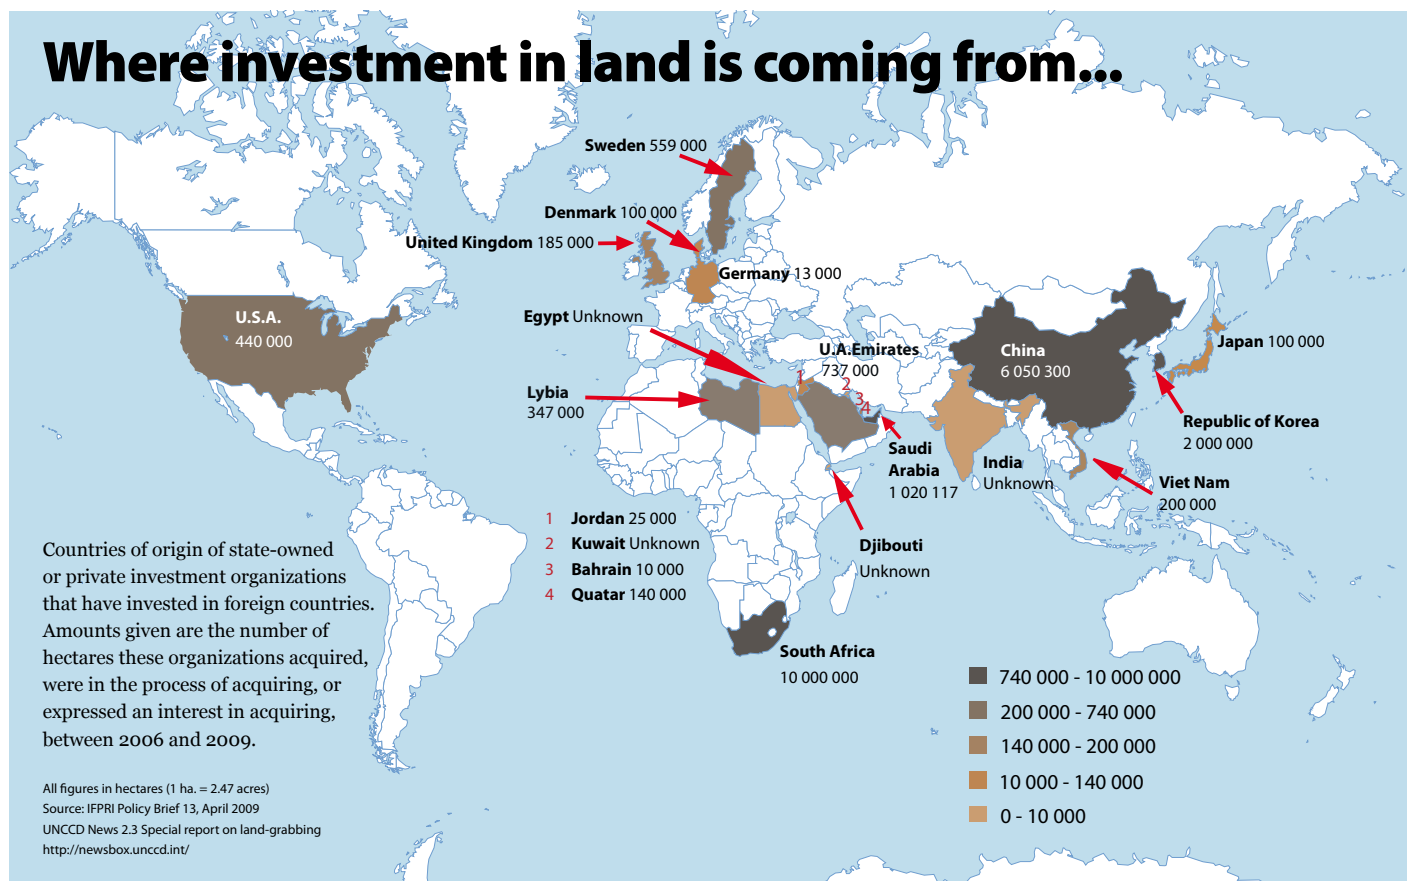 Where investment in land is coming from...
Sweden 559 000
Denmark 100 000
United Kingdom 185 000
Germany 13 000
U.S.A.
440 000
Egypt Unknown
U.A.Emirates
737 000
China
6 050 300
Japan 100 000
Lybia
347 000
1
2
3
4
Republic of Korea
2 000 000
Saudi
Arabia
1 020 117
India
Unknown
Viet Nam
200 000
Djibouti
Unknown
1 Jordan 25 000
2 Kuwait Unknown
3 Bahrain 10 000
4 Quatar 140 000
South Africa
10 000 000
Countries of origin of state-owned
or private investment organizations
that have invested in foreign countries.
Amounts given are the number of
hectares these organizations acquired,
were in the process of acquiring, or
expressed an interest in acquiring,
between 2006 and 2009.
740 000 - 10 000 000
200 000 - 740 000
140 000 - 200 000
10 000 - 140 000
0 - 10 000
All figures in hectares (1 ha. = 2.47 acres)
Source: IFPRI Policy Brief 13, April 2009
UNCCD News 2.3 Special report on land-grabbing
http://newsbox.unccd.int/